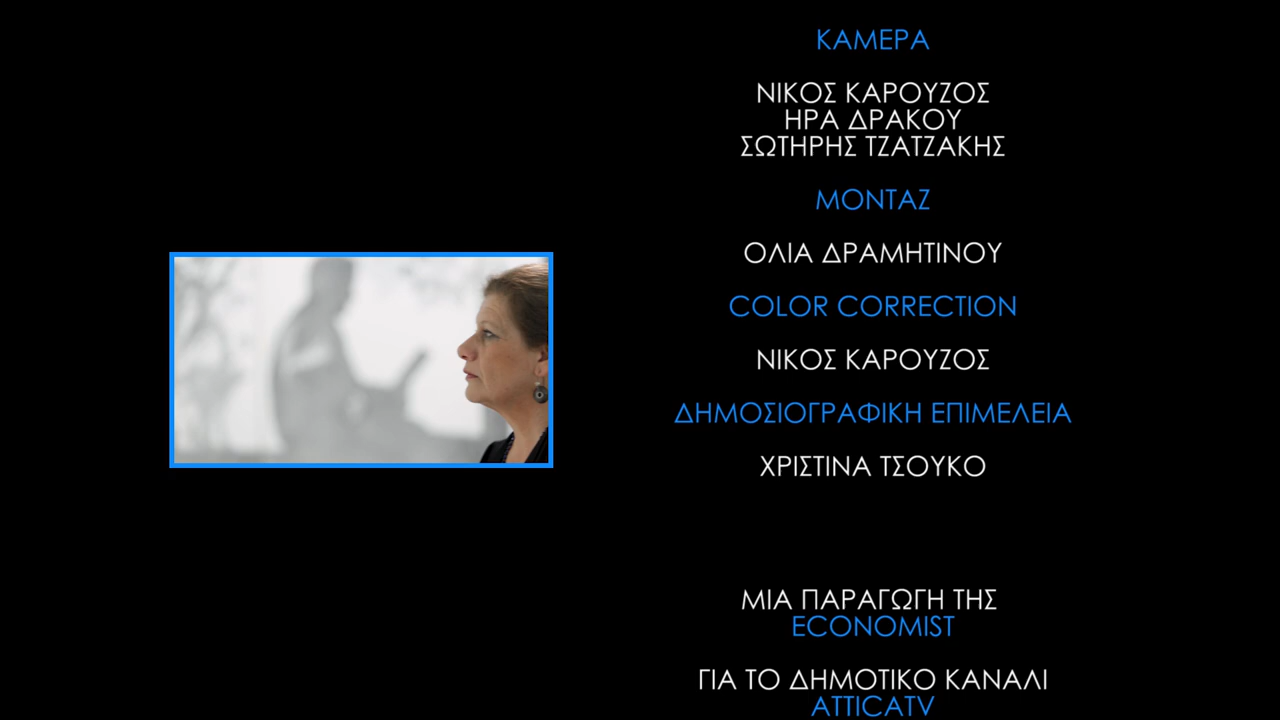 ΚΑΜΕΡΑ
ΝΙΚΟΣ ΚΑΡΟΥΖΟΣ
ΗΡΑ ΔΡΑΚΟΥ
ΣΩΤΗΡΗΣ ΤΖΑΤΖΑΚΗΣ
ΜΟΝΤΑΖ
ΟΛΙΑ ΔΡΑΜΗΤΙΝΟΥ
COLOR CORRECTION
ΝΙΚΟΣ ΚΑΡΟΥΖΟΣ
ΔΗΜΟΣΙΟΓΡΑΦΙΚΗ ΕΠΙΜΕΛΕΙΑ
ΧΡΙΣΤΙΝΑ ΤΣΟΥΚΟ
ΜΙΑ ΠΑΡΑΓΩΓΗ ΤΗΣ
ECONOMIST
ΓΙΑ ΤΟ ΔΗΜΟΤΙΚΟ ΚΑΝΑΛΙ
ATTICATV